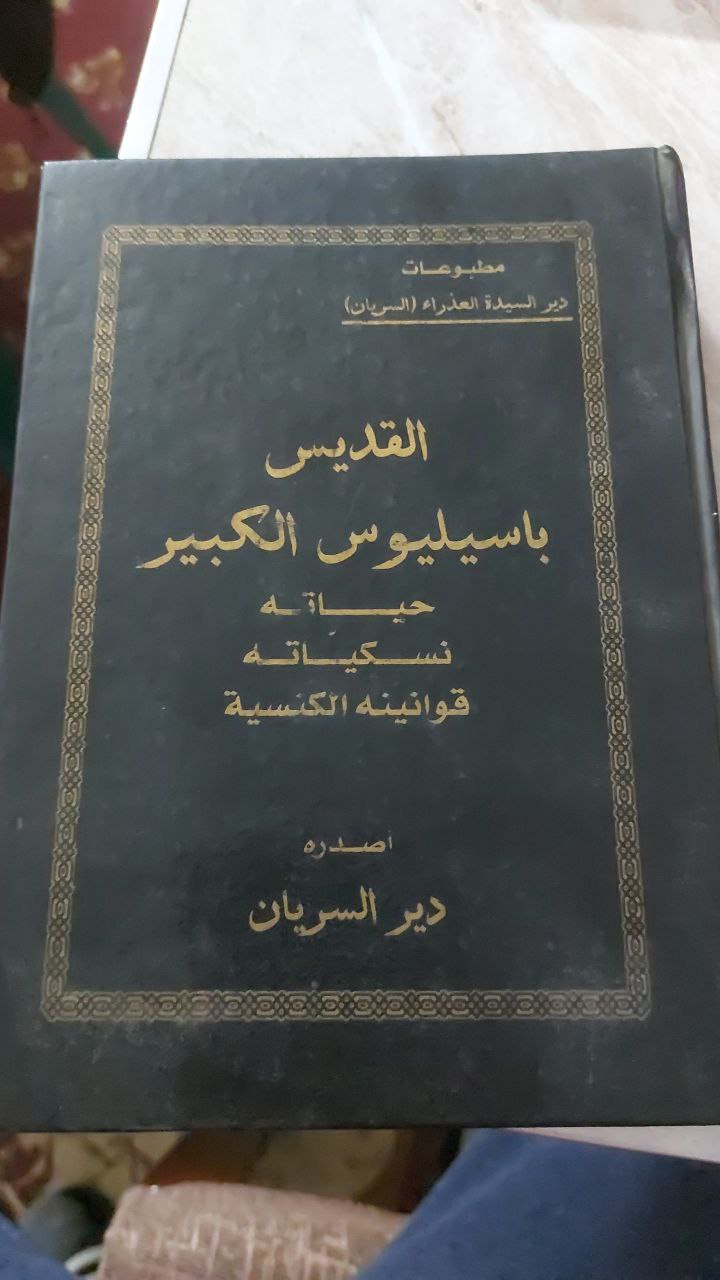 مطبوعات
دير السيدة العذراء (السريان)
القديس
باسيليوس الكبير
حياته
نسكياته
قوانينه الكنسية
أصدره
دير السريان